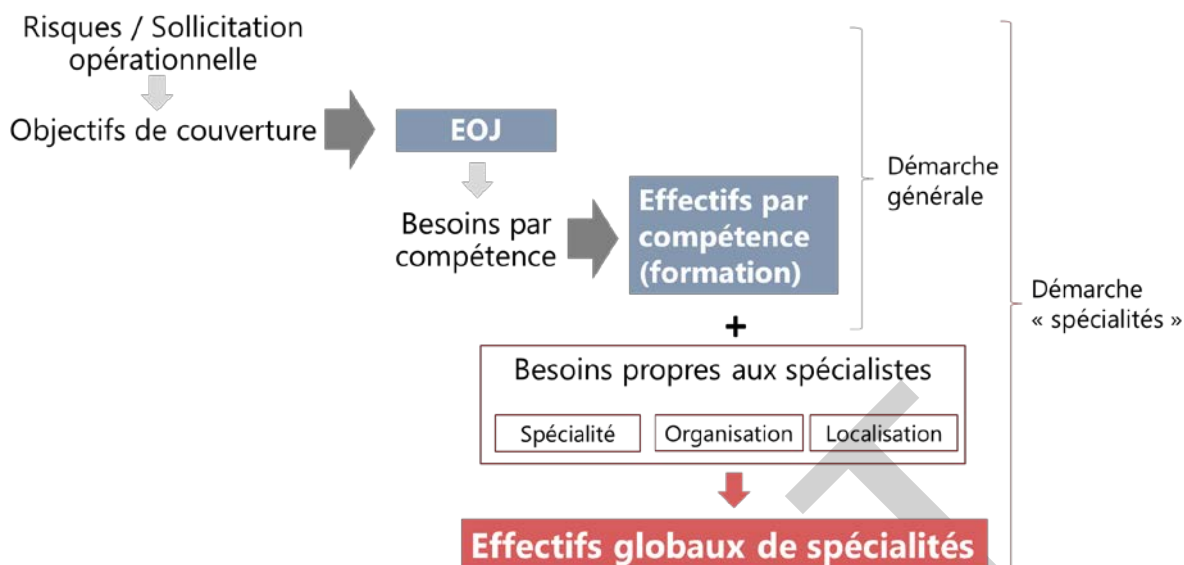 Risques / Sollicitation
opérationnelle
Objectifs de couverture
EOJ
Besoins par
compétence
Effectifs par
compétence
(formation)
Démarche
générale
+
Besoins propres aux spécialistes
Spécialité
Organisation
Localisation
Démarche
« spécialités »
Effectifs globaux de spécialités